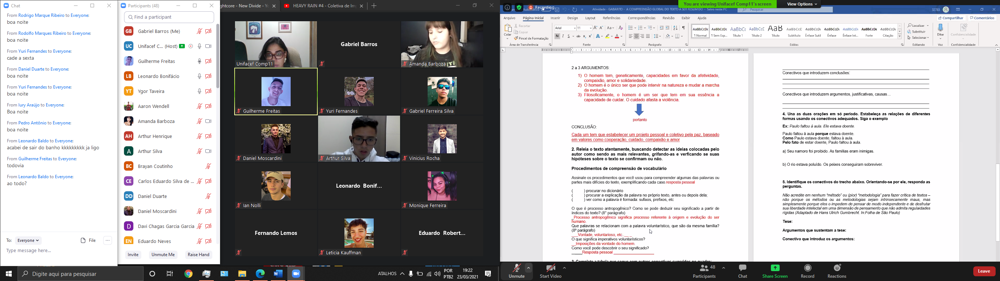 Chat
From Rodrigo Marque Ribeiro to Everyone:
boa noite
From Rodolfo Marques Ribeiro to Everyone:
boa noite
From Yuri Fernandes to Everyone:
cade a sexta
From Daniel Duarte to Everyone:
boa noite
From Yuri Fernandes to Everyone:
boa noite
From Iury Araújo to Everyone:
Boa noite
From Pedro Antônio to Everyone:
boa noite
From Leonardo Baldo to Everyone:
acabei de sair do banho kkkkkkkkk ja ligo
From Guilherme Freitas to Everyone:
todovia
From Leonardo Baldo to Everyone:
ao todo?
To: Everyone
File
Type message here...
Participants (48)
Find a participant
GB Gabriel Barros (Me)
UC Unifacef C... (Host)
Guilherme Freitas
LB Leonardo Bonifácio
YT Ygor Taveira
Aaron Wendell
Amanda Barboza
AH Arthur Henrique
A Arthur Silva
BC Brayan Coutinho
CE Carlos Eduardo Silva de ...
DD Daniel Duarte
Daniel Moscardini
D Davi Chagas Garcia Garcia
EN Eduardo Neves
Invite
Unmute Me
Raise Hand
ghtcore - New Divide - Yo
HEAVY RAIN #4 - Coletiva de Im
Unifacef Comp11
Gabriel Barros
Amanda Barboza
Guilherme Freitas
Yuri Fernandes
Gabriel Ferreira Silva
Daniel Moscardini
Arthur Silva
Vinicius Rocha
Ian Nolli
Leonardo Bonif...
Monique Ferreira
Fernando Lemos
Leticia Kauffman
Eduardo Robert...
Digite aqui para pesquisar
ATALHOS
POR
PTB2
19:22
23/03/2021
Recording
You are viewing Unifacef Comp11's screen
View Options
Atividade - GABARITO - A COMPREENSÃO GLOBAL DO TEXTO A SER RESUMIDO - Salvo neste PC
Pesquisar
32783
Arquivo
Página Inicial
Inserir
Design
Layout
Referências
Correspondências
Revisão
Exibir
Ajuda
Compartilhar
Comentários
Colar
Recortar
Copiar
Pincel de Formatação
Área de Transferência
Arial
11
Fonte
Parágrafo
¶ Normal
¶ Sem Esp...
Título 1
Título 2
Título
Subtítulo
Ênfase Sutil
Ênfase
Ênfase Int...
Forte
Citação
Estilos
Localizar
Substituir
Selecionar
Editando
Ditar
Voz
Confidencialidade
Confidencialidade
2 a 3 ARGUMENTOS:
1) O homem tem, geneticamente, capacidades em favor da afetividade,
compaixão, amor e solidariedade.
2) O homem é o único ser que pode intervir na natureza e mudar a marcha
da evolução.
3) Filosoficamente, o homem é um ser que tem em sua essência a
capacidade de cuidar. O cuidado afasta a violência.
portanto
CONCLUSÃO:
Cada um tem que estabelecer um projeto pessoal e coletivo pela paz, baseado
em valores como cooperação, cuidado, compaixão e amor
2. Releia o texto atentamente, buscando detectar as ideias colocadas pelo
autor como sendo as mais relevantes, grifando-as e verficando se suas
hipóteses sobre o texto se confirmam ou não.
Procedimentos de compreensão de vocabulário
Assinale os procedimentos que você usou para compreender algumas das palavras ou
partes mais difícies do texto, exemplificando cada caso.resposta pessoal
( ) procurar no dicionário
( ) procurar a explicação da palavra no próprio texto, antes ou depois dela;
( ) ver como a palavra é formada: sufixos, prefixos, etc
O que é processo antropogênico? Como se pode deduzir seu significado a partir de
índices do texto? (8° parágrafo)
_Processo antropogênico significa processo referente à origem e evolução do ser
humano.
Que palavras se relacionam com a palavra voluntarístico, que são da mesma família?
(8º parágrafo)
___Vontade, voluntarioso, etc..__ _
O que significa imperativos voluntarísticos?
__Imposições da vontade do homem.
Como você pode descobrir o seu significado?
_____Resposta pessoal ____________________
3. Complete a tabela que segue com outros conectivos sugeridos no quadro:
Conectivos que introduzem conclusões:
Conectivos que introduzem argumentos, justificativas, causas...
4. Una as duas orações em só período. Estabeleça as relações de diferentes
formas usando os conectivos adequados. Siga o exemplo
Ex: Paulo faltou à aula. Ele estava doente.
Paulo faltou à aula porque estava doente.
Como Paulo estava doente, faltou à aula.
Pelo fato de estar doente, Paulo faltou à aula.
a) Seu namoro foi proibido. As famílias eram inimigas.
b) O rio estava poluído. Os peixes conseguiram sobreviver.
5. Identifique os conectivos do trecho abaixo. Orientando-se por ele, responda as
perguntas.
Não acredite em nenhum “método” ou (pior) “metodologia” para fazer crítica de textos –
não porque os métodos ou as metodologias sejam intrinsecamente maus, mas
simplesmente porque eles o impedem de pensar de modo independente e de desfrutar
sua liberdade intelectual em uma dimensão de pensamento que não admita regulaidades
rígidas (Adaptado de Hans Ulrich Gumbrecht. In:Folha de São Paulo)
Tese:
Argumentos que sustentam a tese:
Conectivo que introduz os argumentos:
Unmute
Start Video
48
Participants
Chat
Share Screen
Record
Reactions
Leave